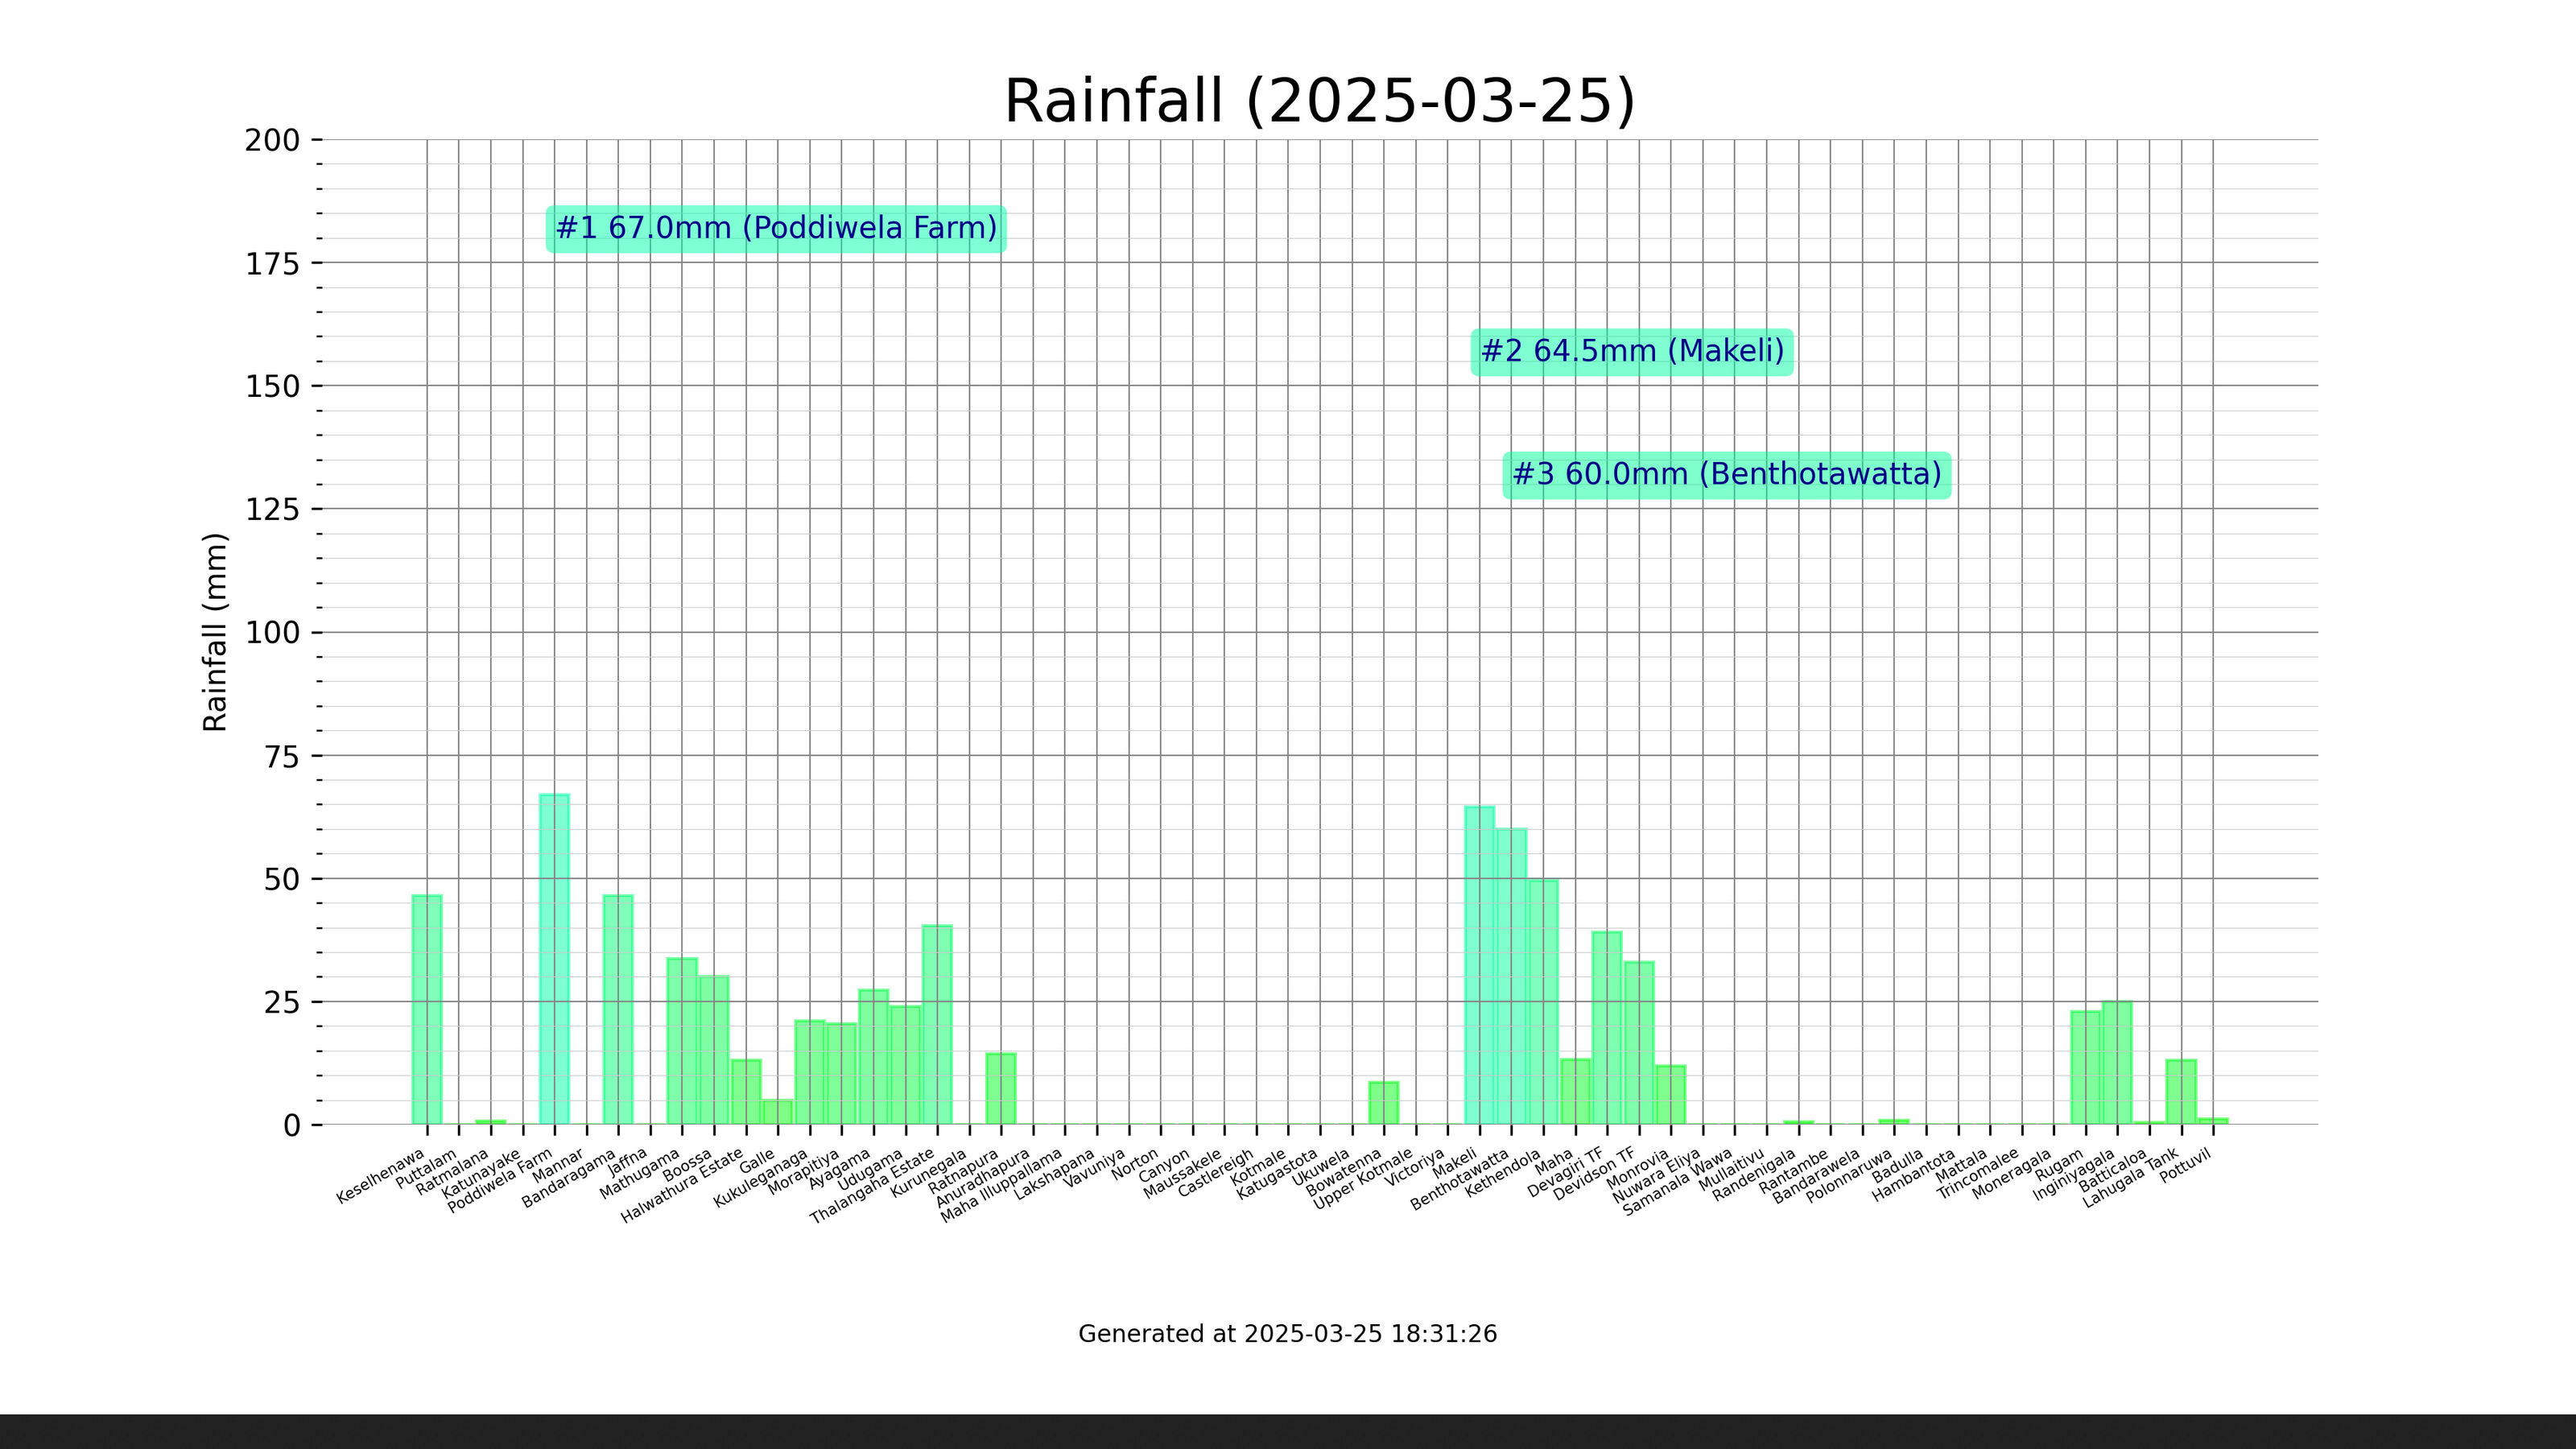 Rainfall (2025-03-25)
200
175
150
125
100
75
50
25
0
Rainfall (mm)
#1 67.0mm (Poddiwela Farm)
#2 64.5mm (Makeli)
#3 60.0mm (Benthotawatta)
Keselhenawa
Puttalam
Ratmalana
Katunayake
Poddiwela Farm
Mannar
Bandaragama
Jaffna
Mathugama
Boossa
Halwathura Estate
Galle
Kukuleganaga
Morapitiya
Ayagama
Udugama
Thalangaha Estate
Kurunegala
Ratnapura
Anuradhapura
Maha Illuppallama
Lakshapana
Vavuniya
Norton
Canyon
Maussakele
Castlereigh
Kotmale
Katugastota
Ukuwela
Bowatenna
Upper Kotmale
Victoriya
Makeli
Benthotawatta
Kethendola
Maha
Devagiri TF
Devidson TF
Monrovia
Nuwara Eliya
Samanala Wawa
Mullaitivu
Randenigala
Rantambe
Bandarawela
Polonnaruwa
Badulla
Hambantota
Mattala
Trincomalee
Moneragala
Rugam
Inginiyagala
Batticaloa
Lahugala Tank
Pottuvil
Generated at 2025-03-25 18:31:26